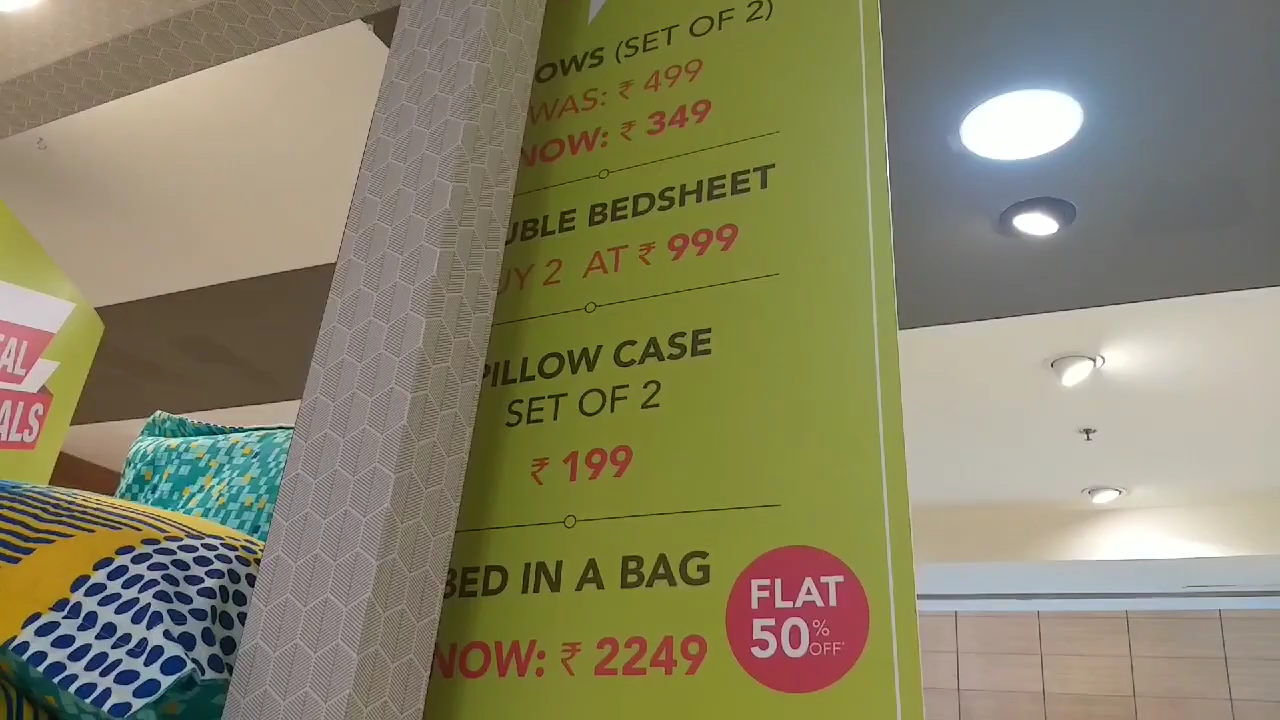 OWS (SET OF 2)
WAS: ₹ 499
NOW: ₹ 349
UBLE BEDSHEET
UY 2 AT ₹ 999
PILLOW CASE
SET OF 2
₹ 199
BED IN A BAG
NOW: ₹ 2249
FLAT
50% OFF*
EAL
ALS